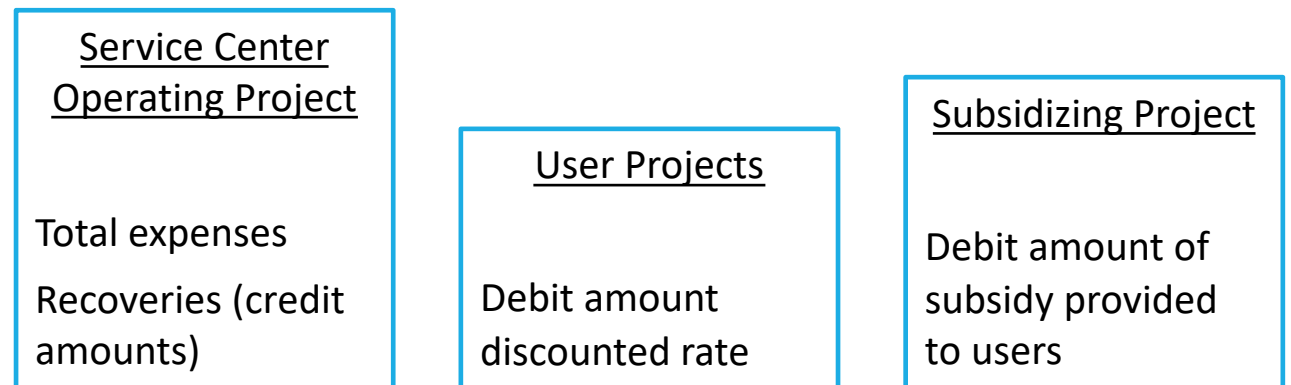 Service Center
Operating Project
Total expenses
Recoveries (credit
amounts)
User Projects
Debit amount
discounted rate
Subsidizing Project
Debit amount of
subsidy provided
to users